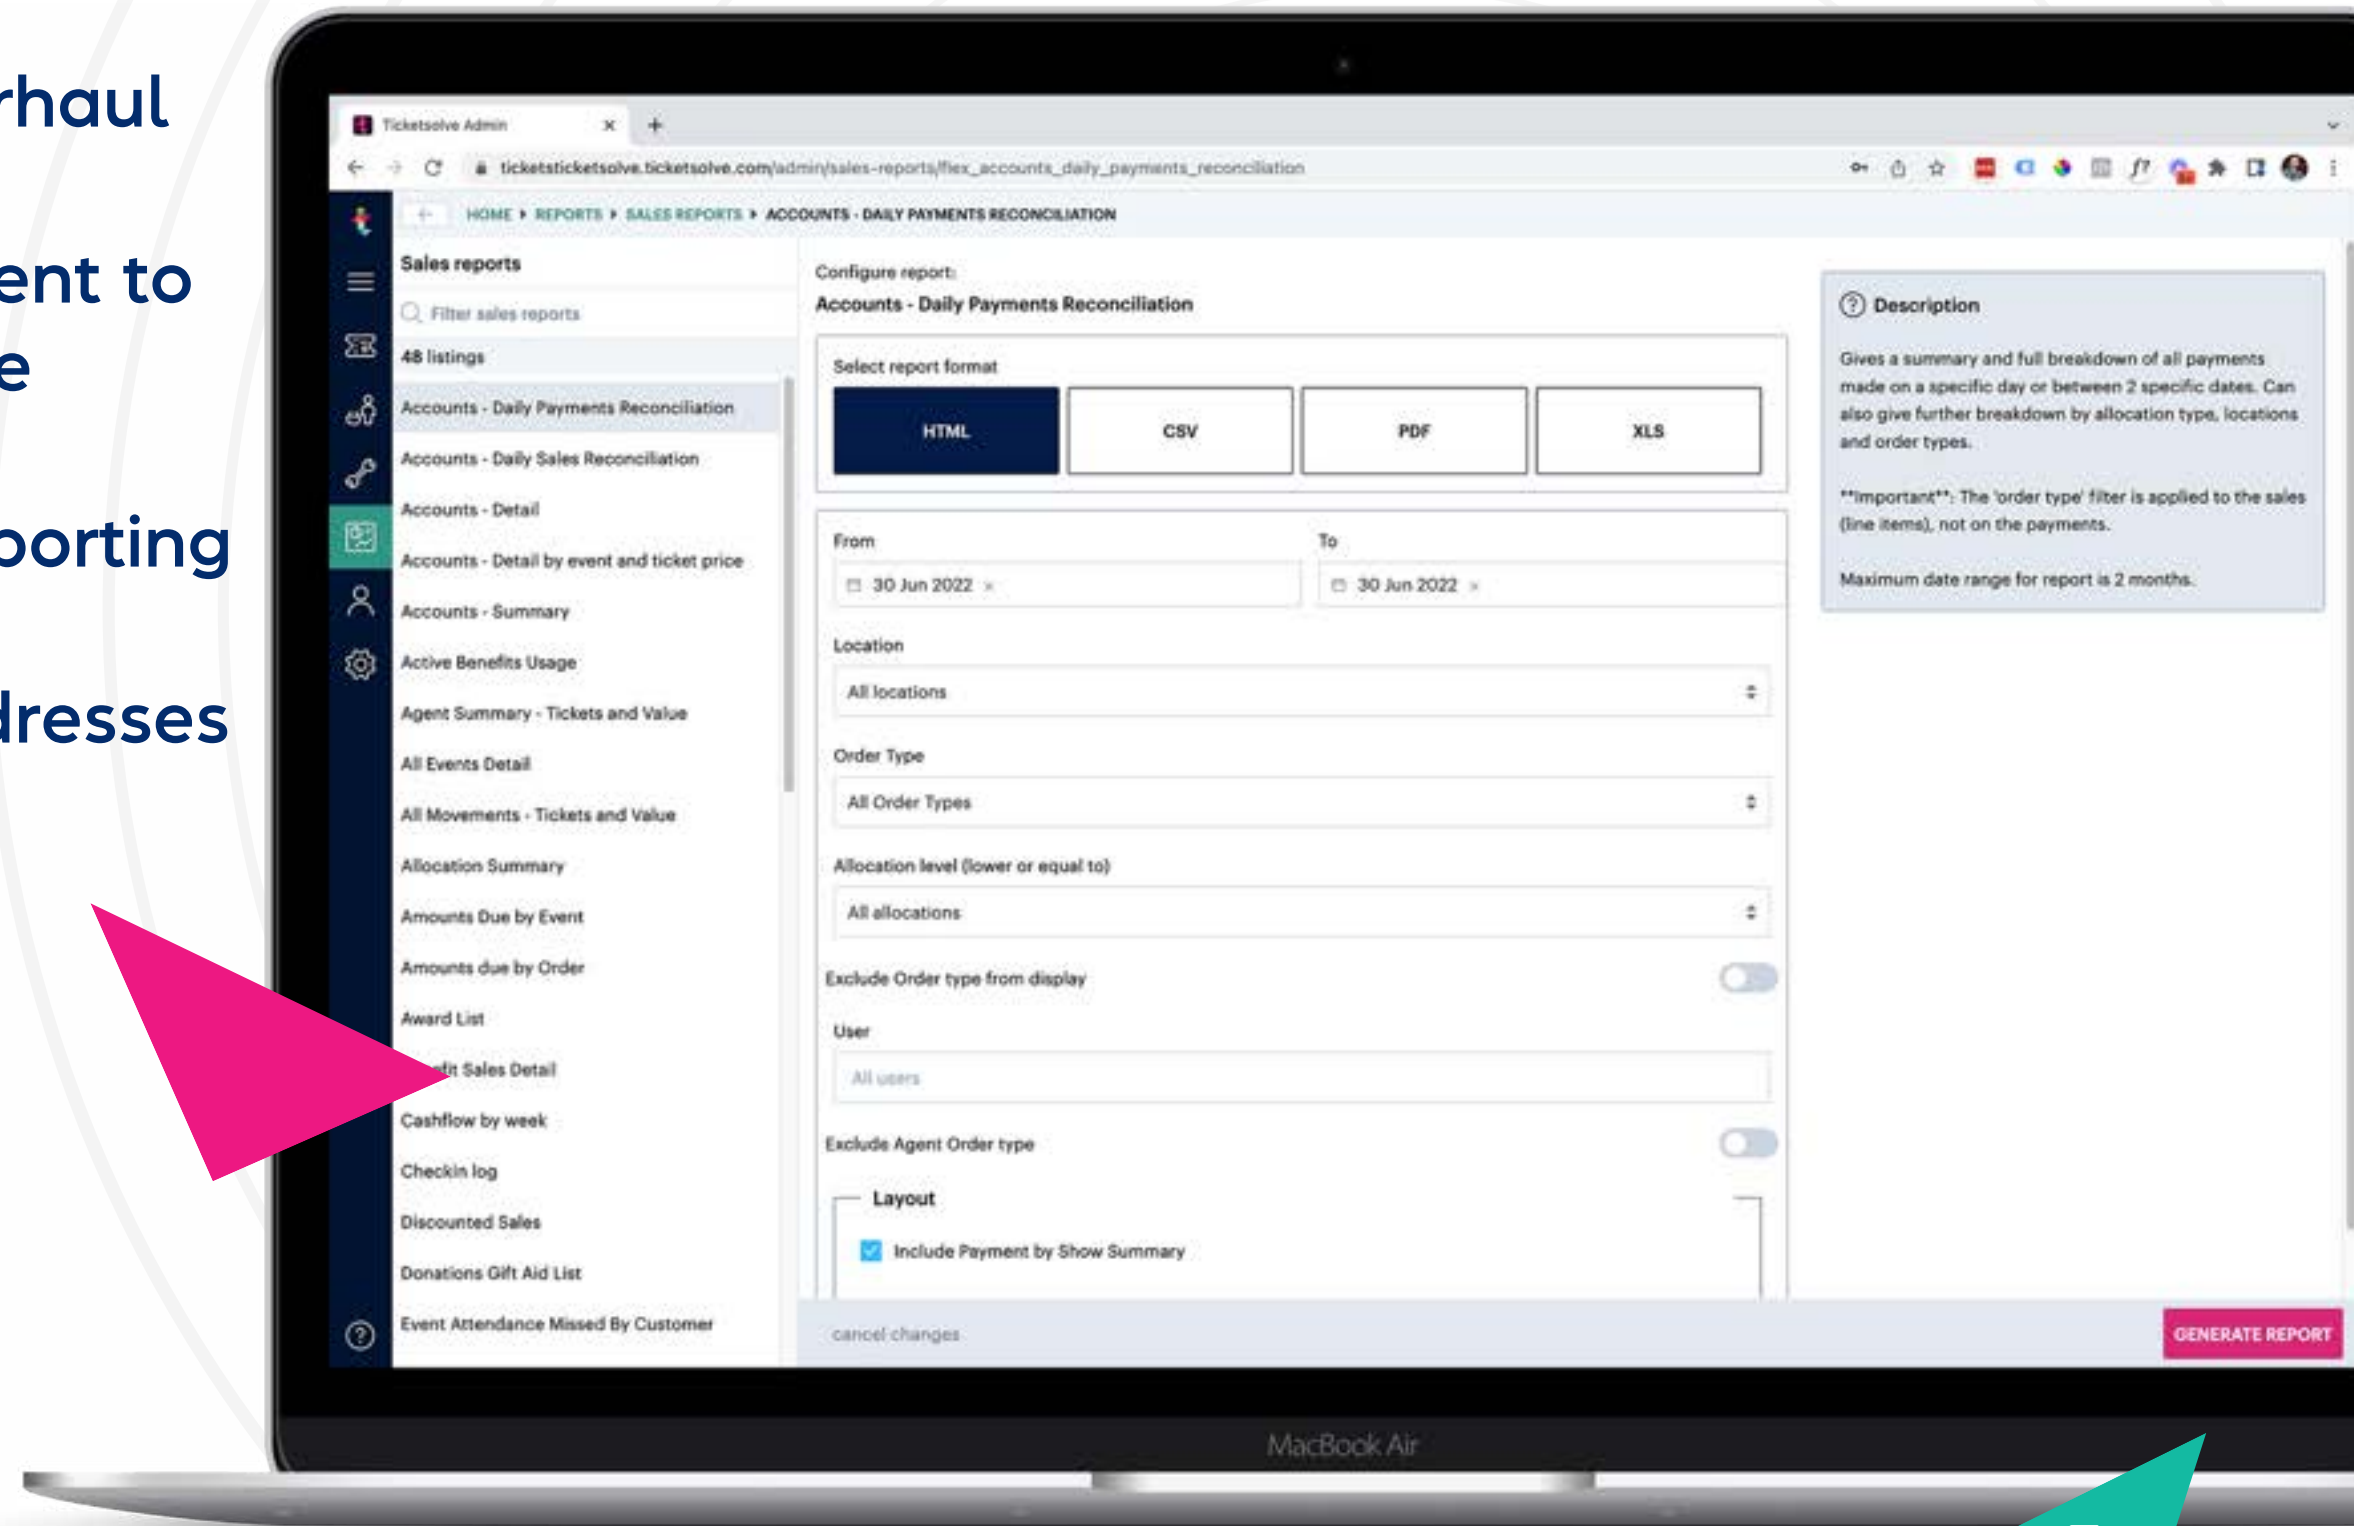 rhaul
ent to
e
porting
dresses
Ticketsolve Admin
ticketsticketsolve.ticketsolve.com/admin/sales-reports/flex_accounts_daily_payments_reconciliation
HOME ▸ REPORTS ▸ SALES REPORTS ▸ ACCOUNTS - DAILY PAYMENTS RECONCILIATION
Sales reports
Filter sales reports
48 listings
Accounts - Daily Payments Reconciliation
Accounts - Daily Sales Reconciliation
Accounts - Detail
Accounts - Detail by event and ticket price
Accounts - Summary
Active Benefits Usage
Agent Summary - Tickets and Value
All Events Detail
All Movements - Tickets and Value
Allocation Summary
Amounts Due by Event
Amounts due by Order
Award List
fit Sales Detail
Cashflow by week
Checkin log
Discounted Sales
Donations Gift Aid List
Event Attendance Missed By Customer
Configure report:
Accounts - Daily Payments Reconciliation
Select report format
HTML CSV PDF XLS
From To
30 Jun 2022 × 30 Jun 2022 ×
Location
All locations
Order Type
All Order Types
Allocation level (lower or equal to)
All allocations
Exclude Order type from display
User
All users
Exclude Agent Order type
Layout
Include Payment by Show Summary
cancel changes
GENERATE REPORT
Description
Gives a summary and full breakdown of all payments
made on a specific day or between 2 specific dates. Can
also give further breakdown by allocation type, locations
and order types.
**Important**: The 'order type' filter is applied to the sales
(line items), not on the payments.
Maximum date range for report is 2 months.
MacBook Air